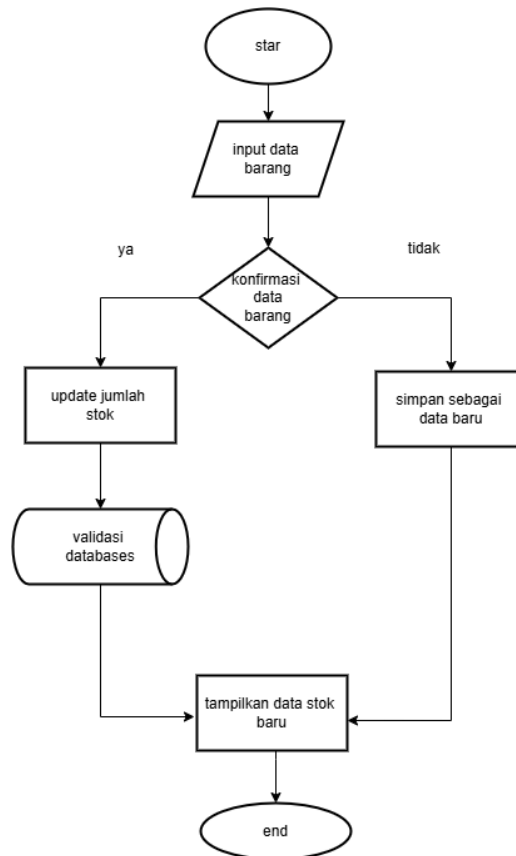 star
input data
barang
ya
tidak
konfirmasi
data
barang
update jumlah
stok
simpan sebagai
data baru
validasi
databases
tampilkan data stok
baru
end